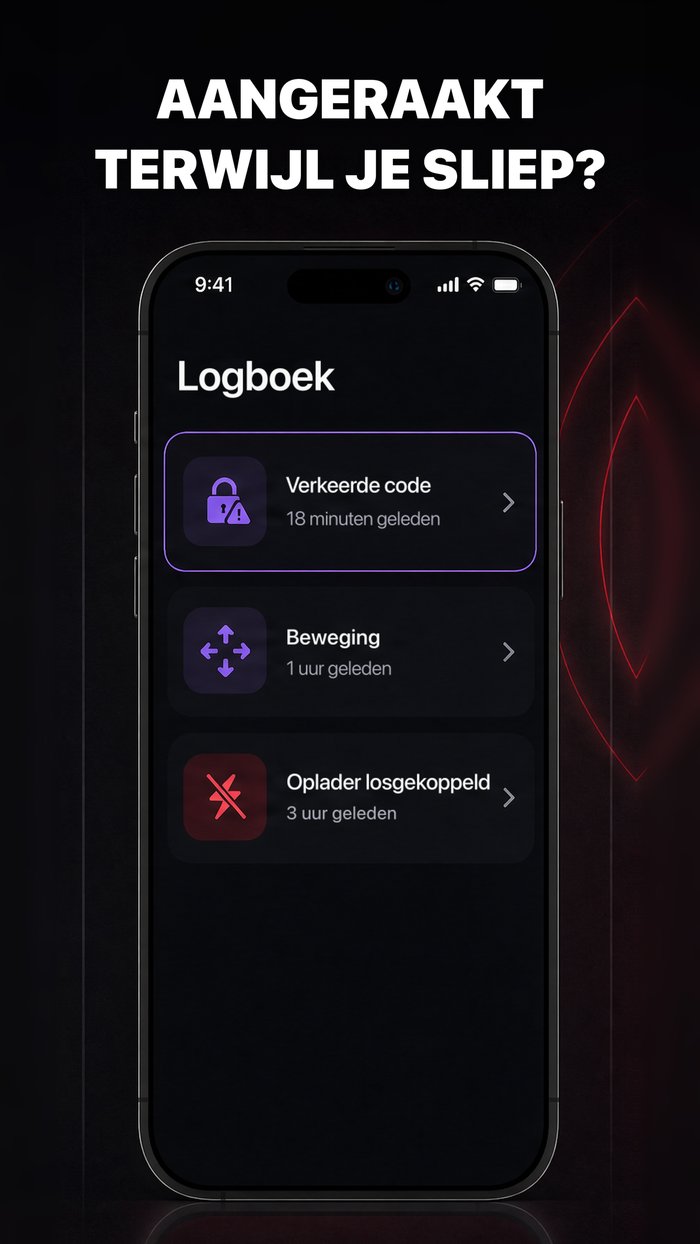 AANGERAAKT
TERWIJL JE SLIEP?
9:41
Logboek
Verkeerde code
18 minuten geleden
Beweging
1 uur geleden
Oplader losgekoppeld
3 uur geleden